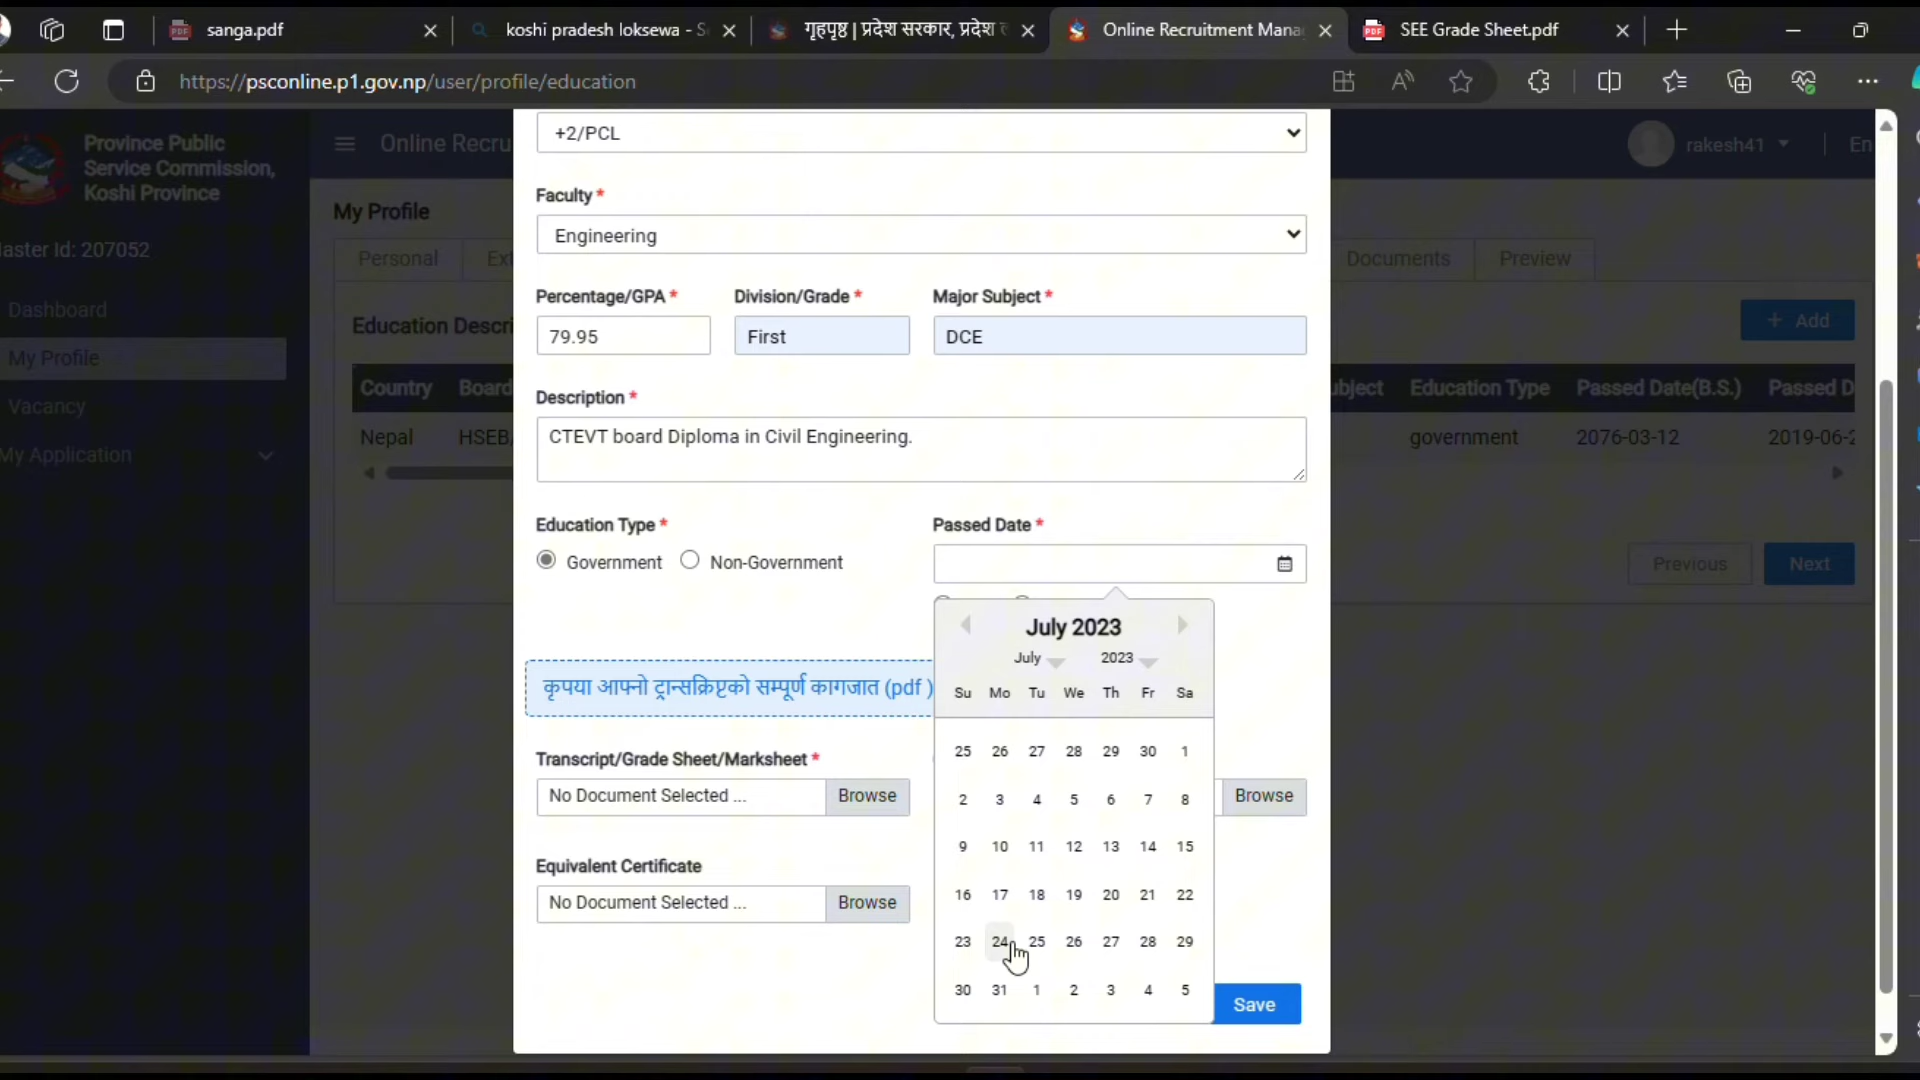 sanga.pdf
koshi pradesh loksewa - S
गृहपृष्ठ | प्रदेश सरकार, प्रदेश
Online Recruitment Mana
SEE Grade Sheet.pdf
https://psconline.p1.gov.np/user/profile/education
Province Public
Service Commission,
Koshi Province
Online Recru
rakesh41
En
aster Id: 207052
Dashboard
My Profile
Vacancy
My Application
My Profile
Personal
Ext
Documents
Preview
Education Descri
+ Add
Country Board
bject Education Type Passed Date(B.S.) Passed D
Nepal HSEB/
government 2076-03-12 2019-06-2
Previous Next
+2/PCL
Faculty *
Engineering
Percentage/GPA * Division/Grade * Major Subject *
79.95 First DCE
Description *
CTEVT board Diploma in Civil Engineering.
Education Type * Passed Date *
Government Non-Government
July 2023
July 2023
Su Mo Tu We Th Fr Sa
25 26 27 28 29 30 1
2 3 4 5 6 7 8
9 10 11 12 13 14 15
16 17 18 19 20 21 22
23 24 25 26 27 28 29
30 31 1 2 3 4 5
कृपया आफ्नो ट्रान्सक्रिप्टको सम्पूर्ण कागजात (pdf )
Transcript/Grade Sheet/Marksheet *
No Document Selected ... Browse
Browse
Equivalent Certificate
No Document Selected ... Browse
Save